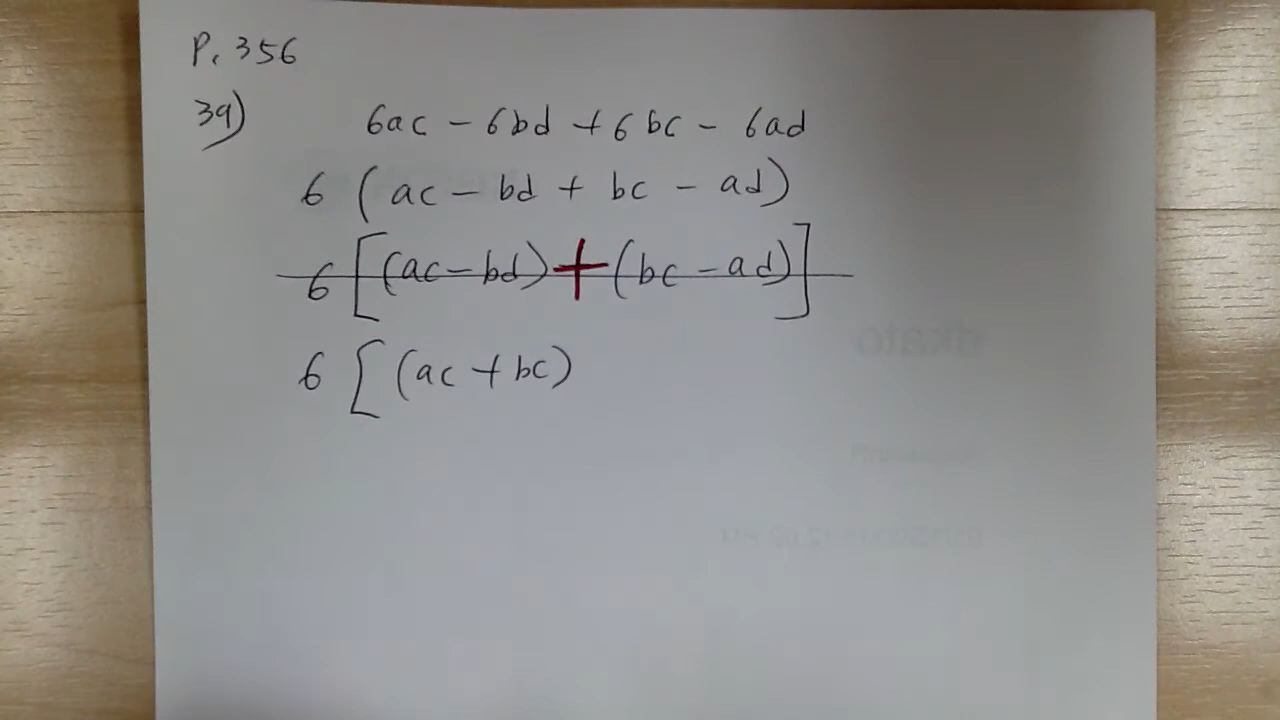 P. 356
39) 6ac - 6bd + 6bc - 6ad
6 (ac - bd + bc - ad)
6 [(ac - bd) + (bc - ad)]
6 [(ac + bc)